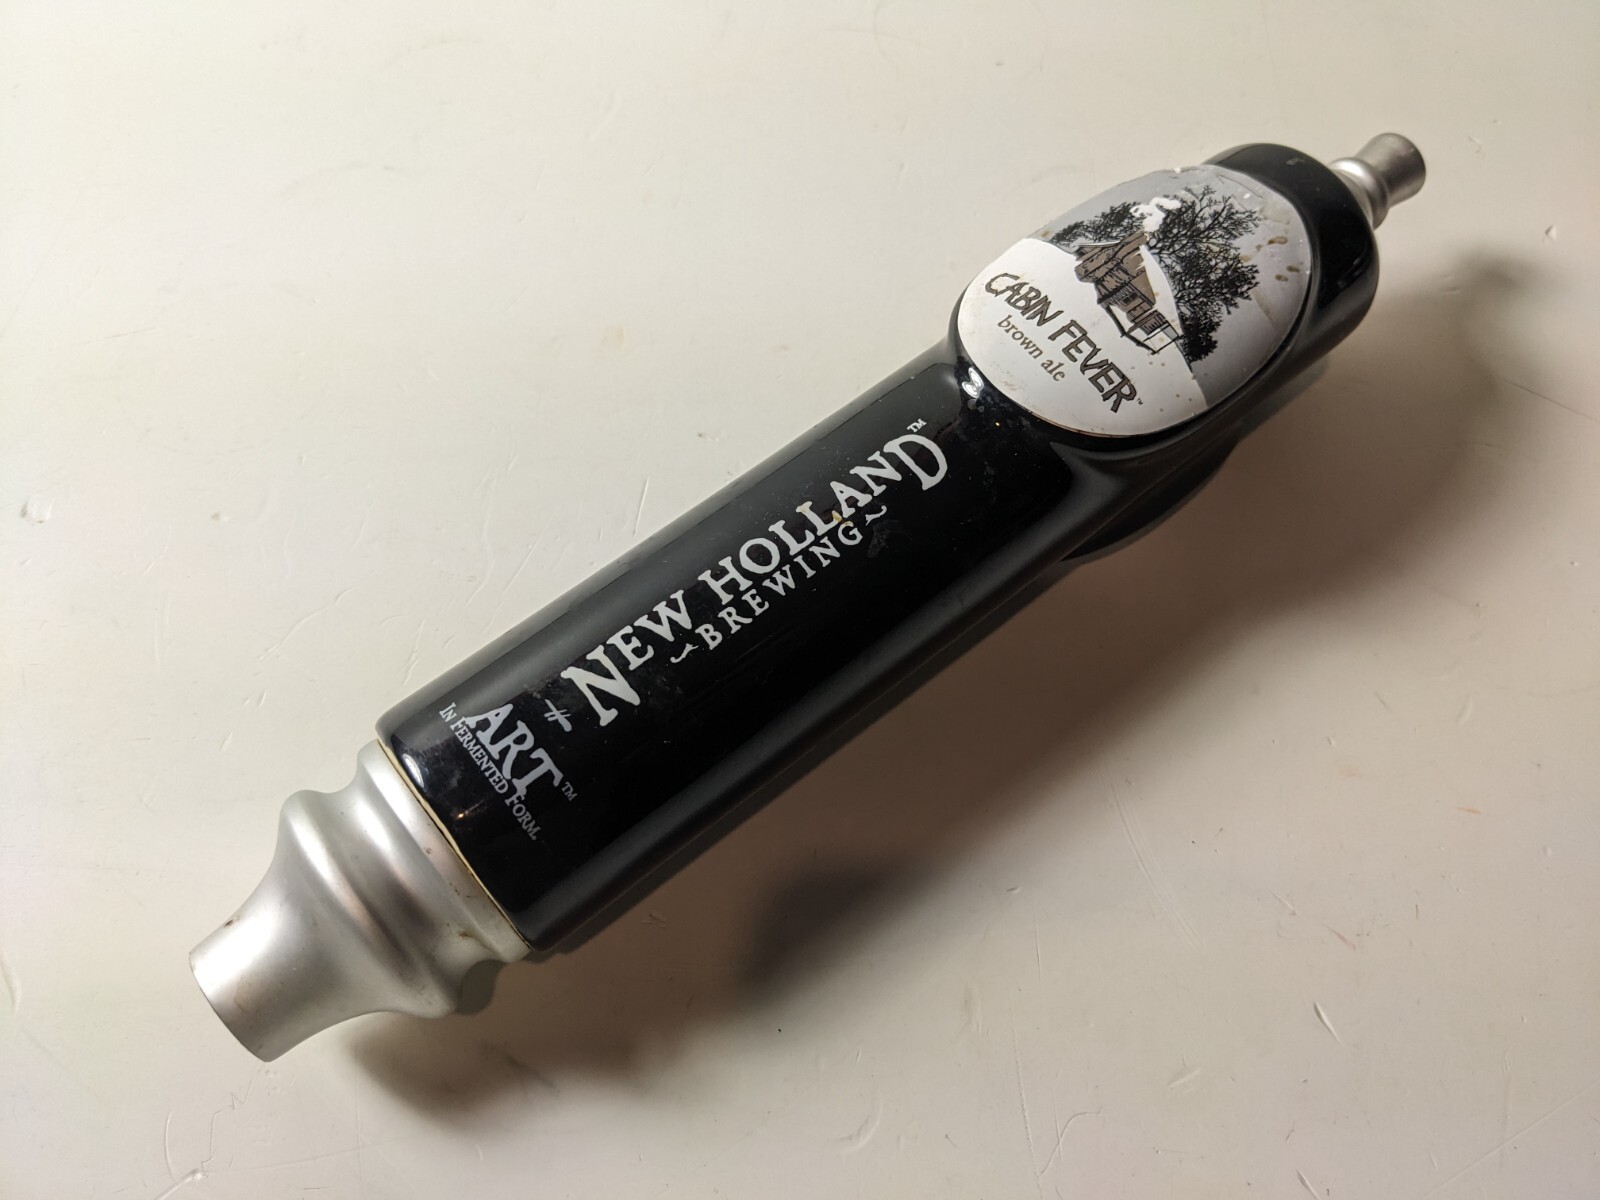 CABIN FEVER™
brown ale
NEW HOLLAND™
~BREWING~
ART™
IN FERMENTED FORM.